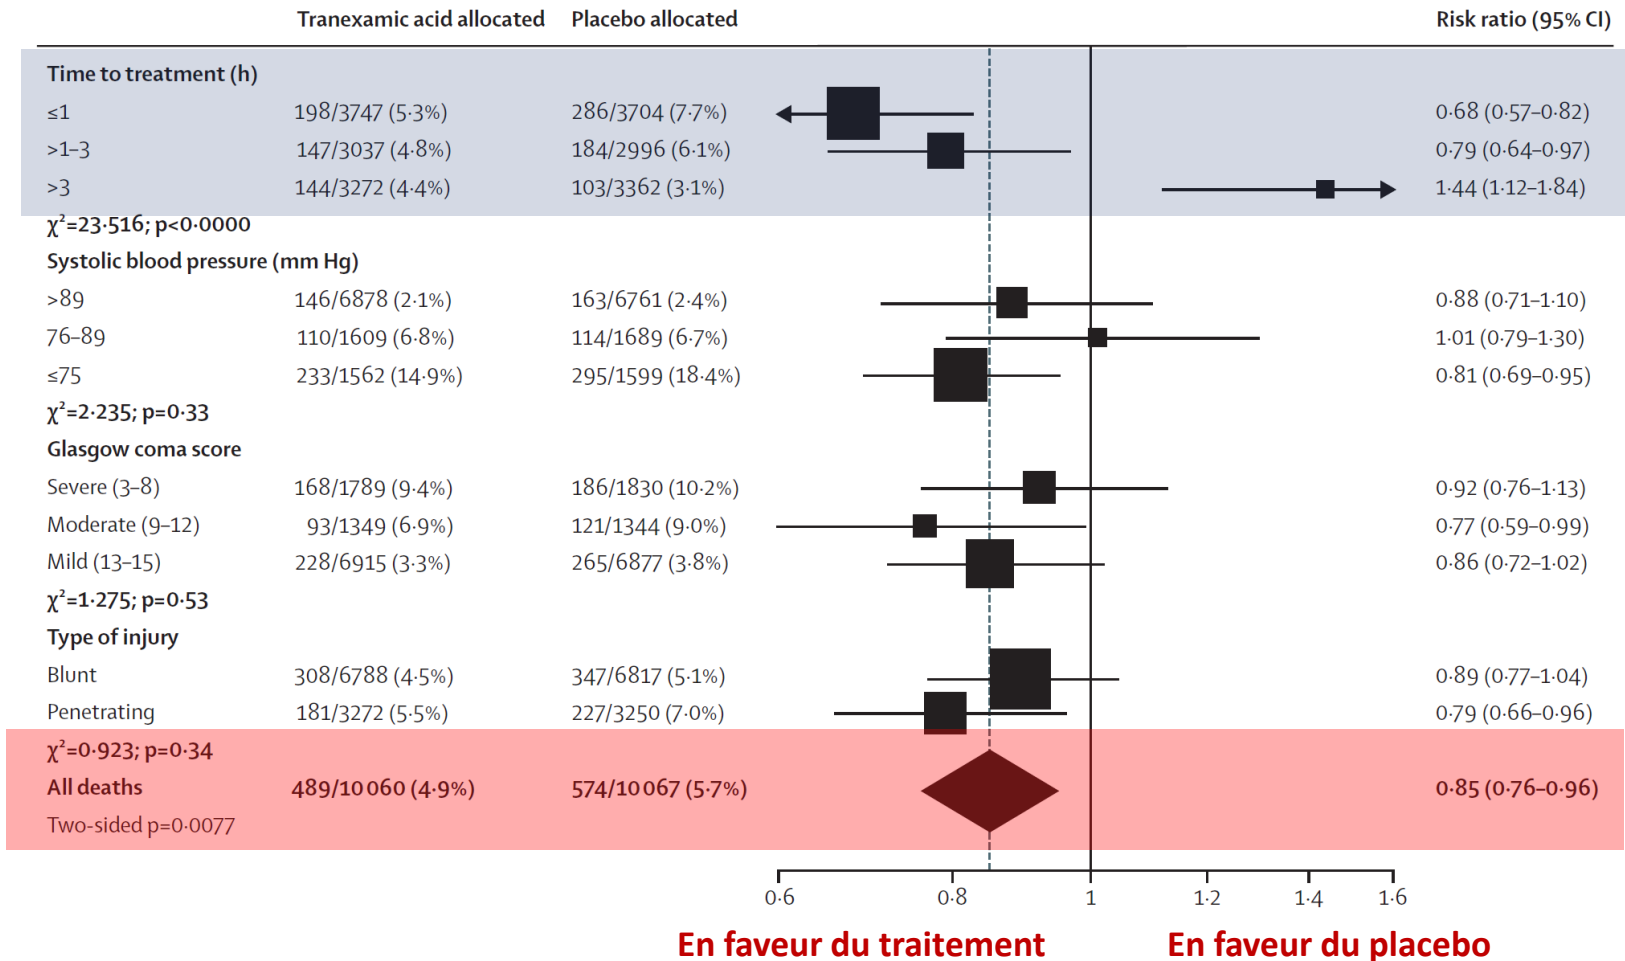 Tranexamic acid allocated Placebo allocated Risk ratio (95% CI)
Time to treatment (h)
≤1 198/3747 (5·3%) 286/3704 (7·7%) 0·68 (0·57–0·82)
>1–3 147/3037 (4·8%) 184/2996 (6·1%) 0·79 (0·64–0·97)
>3 144/3272 (4·4%) 103/3362 (3·1%) 1·44 (1·12–1·84)
χ²=23·516; p<0·0000
Systolic blood pressure (mm Hg)
>89 146/6878 (2·1%) 163/6761 (2·4%) 0·88 (0·71–1·10)
76–89 110/1609 (6·8%) 114/1689 (6·7%) 1·01 (0·79–1·30)
≤75 233/1562 (14·9%) 295/1599 (18·4%) 0·81 (0·69–0·95)
χ²=2·235; p=0·33
Glasgow coma score
Severe (3–8) 168/1789 (9·4%) 186/1830 (10·2%) 0·92 (0·76–1·13)
Moderate (9–12) 93/1349 (6·9%) 121/1344 (9·0%) 0·77 (0·59–0·99)
Mild (13–15) 228/6915 (3·3%) 265/6877 (3·8%) 0·86 (0·72–1·02)
χ²=1·275; p=0·53
Type of injury
Blunt 308/6788 (4·5%) 347/6817 (5·1%) 0·89 (0·77–1·04)
Penetrating 181/3272 (5·5%) 227/3250 (7·0%) 0·79 (0·66–0·96)
χ²=0·923; p=0·34
All deaths 489/10 060 (4·9%) 574/10 067 (5·7%) 0·85 (0·76–0·96)
Two-sided p=0·0077
0·6 0·8 1 1·2 1·4 1·6
En faveur du traitement En faveur du placebo